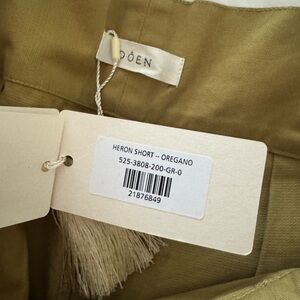 DÔEN
HERON SHORT -- OREGANO
525-3808-200-GR-0
21876849